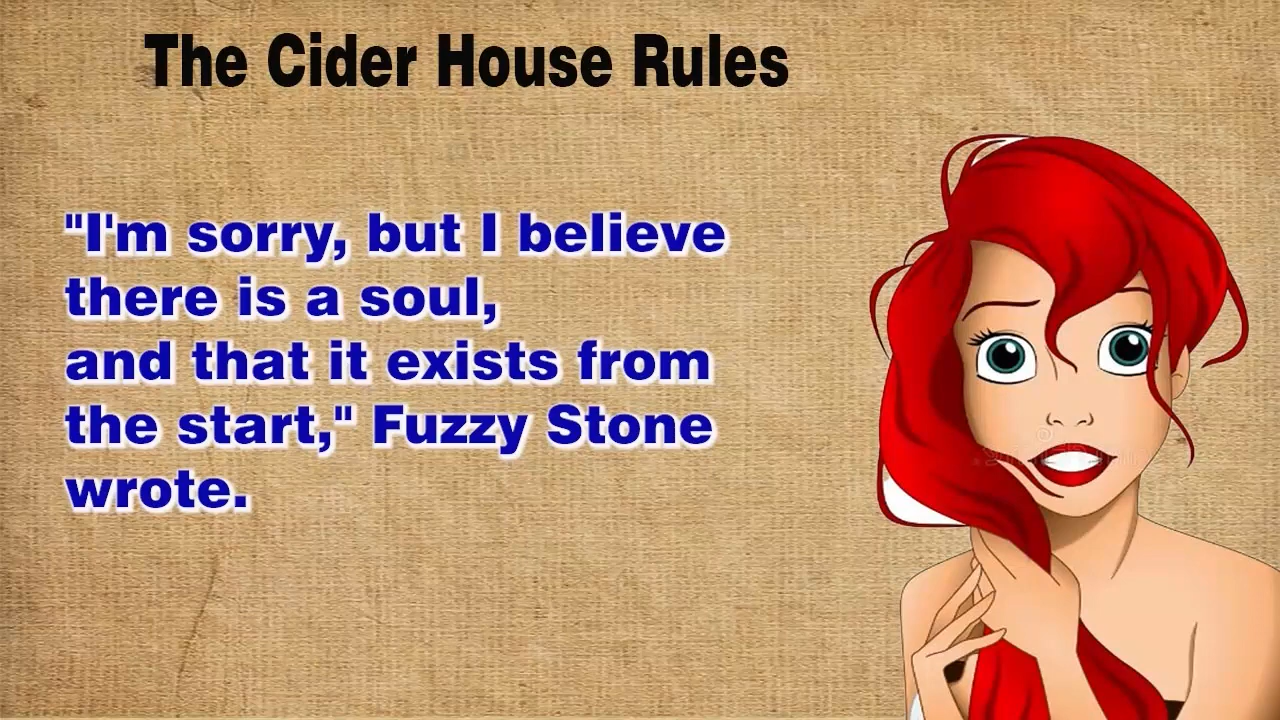 The Cider House Rules
"I'm sorry, but I believe
there is a soul,
and that it exists from
the start," Fuzzy Stone
wrote.